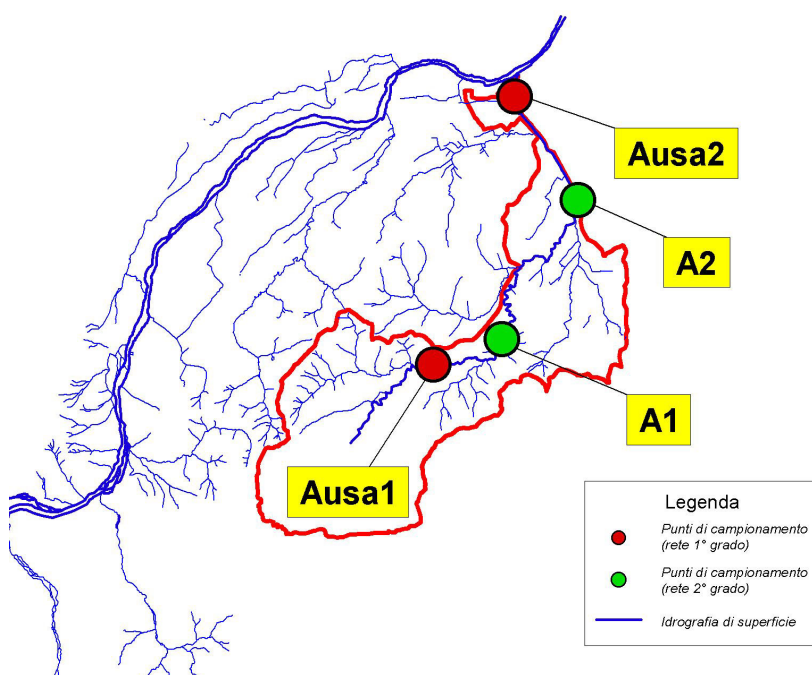 Ausa2
A2
A1
Ausa1
Legenda
Punti di campionamento
(rete 1° grado)
Punti di campionamento
(rete 2° grado)
Idrografia di superficie